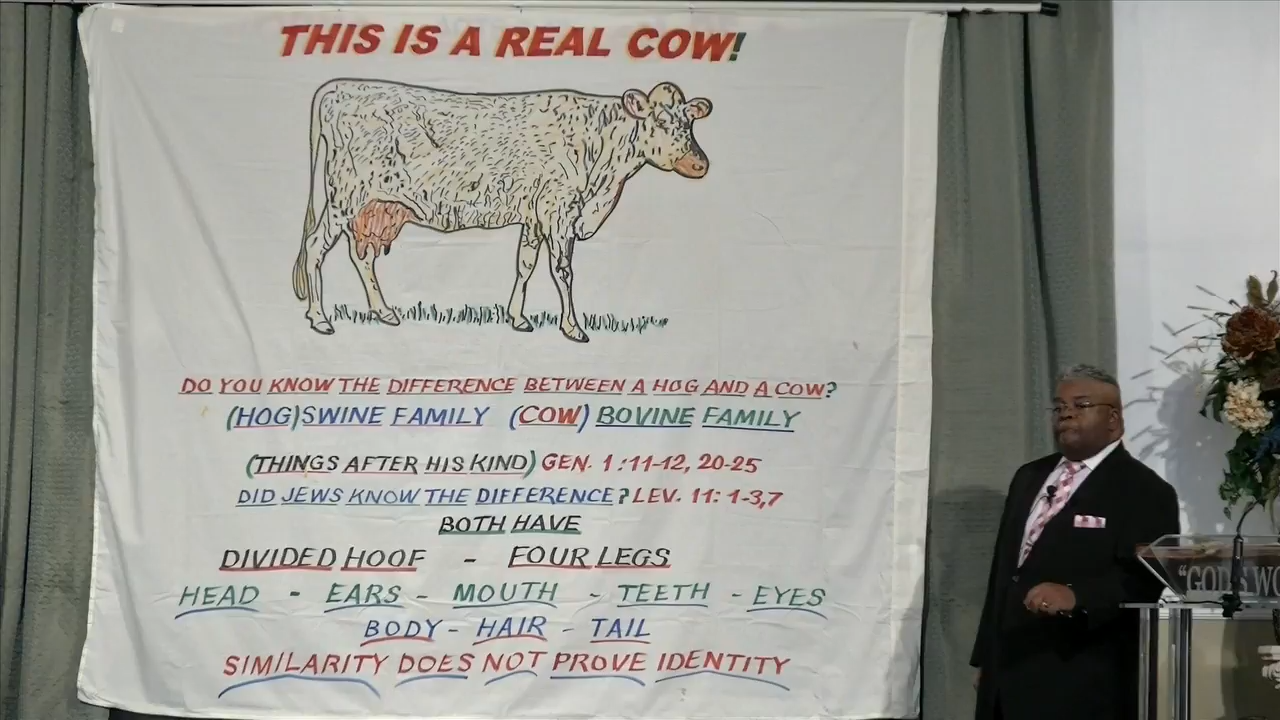 THIS IS A REAL COW!
DO YOU KNOW THE DIFFERENCE BETWEEN A HOG AND A COW?
(HOG)SWINE FAMILY (COW) BOVINE FAMILY
(THINGS AFTER HIS KIND) GEN. 1:11-12, 20-25
DID JEWS KNOW THE DIFFERENCE? LEV. 11: 1-3,7
BOTH HAVE
DIVIDED HOOF - FOUR LEGS
HEAD - EARS - MOUTH - TEETH - EYES
BODY - HAIR - TAIL
SIMILARITY DOES NOT PROVE IDENTITY
"GOD'S WO